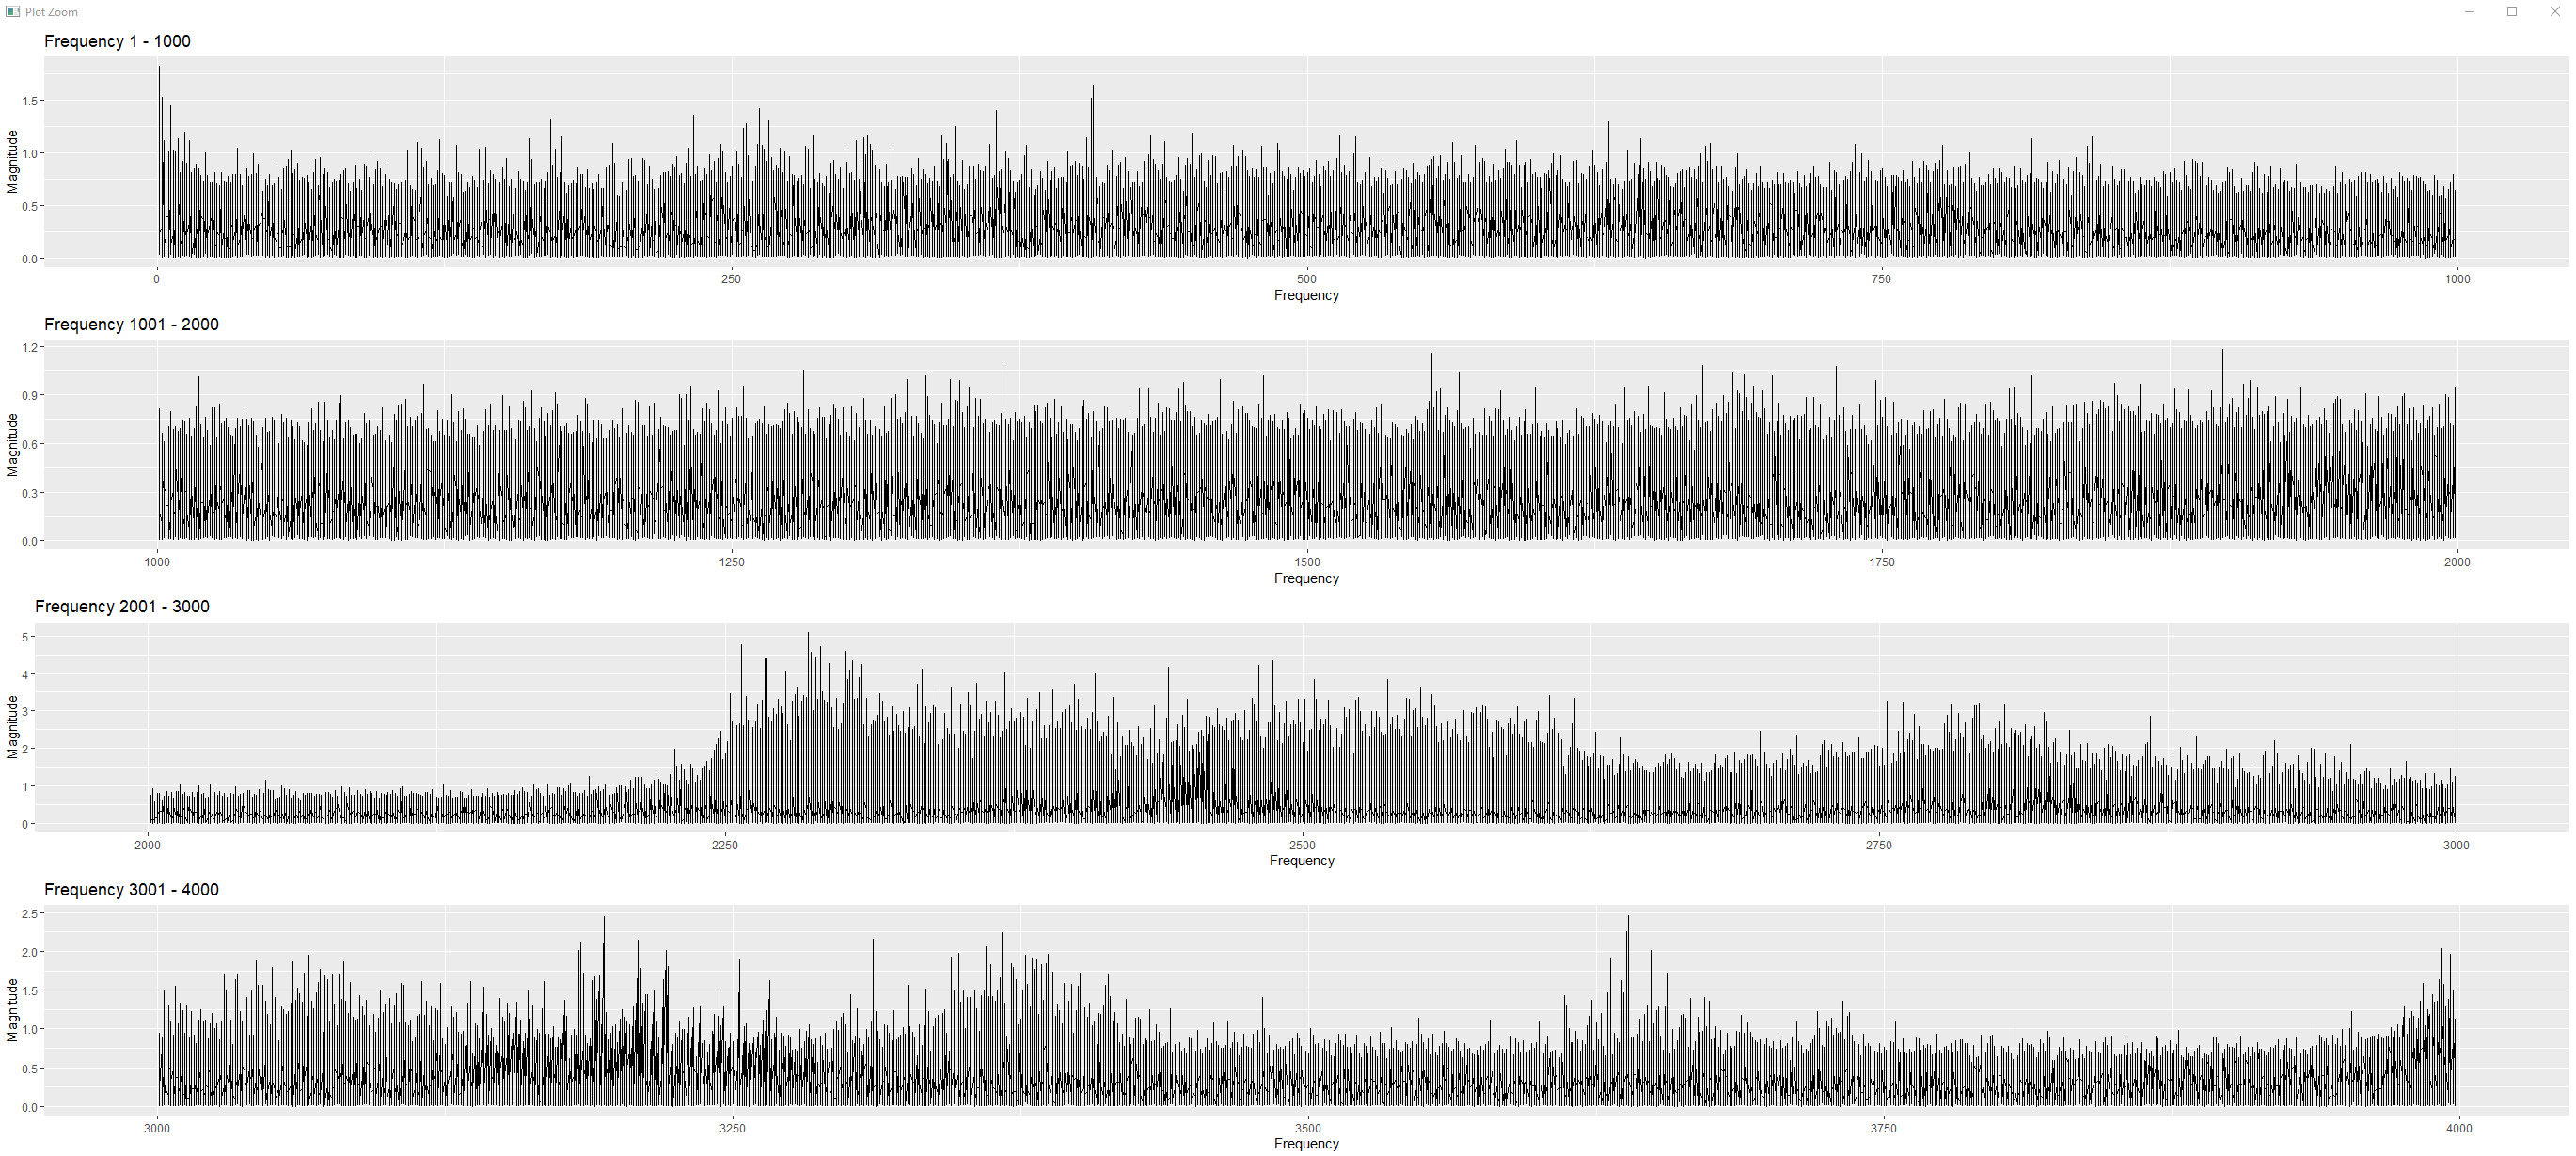 Plot Zoom
Frequency 1 - 1000
Magnitude
1.5
1.0
0.5
0.0
0 250 500 750 1000
Frequency
Frequency 1001 - 2000
Magnitude
1.2
0.9
0.6
0.3
0.0
1000 1250 1500 1750 2000
Frequency
Frequency 2001 - 3000
Magnitude
5
4
3
2
1
0
2000 2250 2500 2750 3000
Frequency
Frequency 3001 - 4000
Magnitude
2.5
2.0
1.5
1.0
0.5
0.0
3000 3250 3500 3750 4000
Frequency